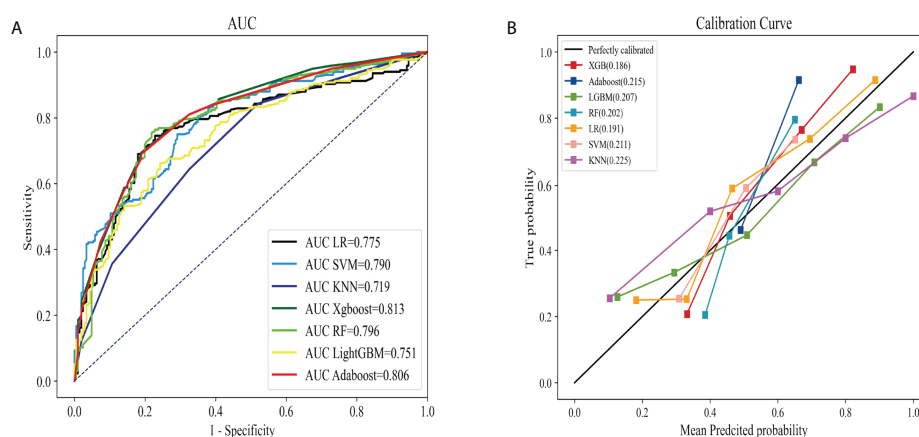 A
AUC
1.0
0.8
0.6
0.4
0.2
0.0
Sensitivity
AUC LR=0.775
AUC SVM=0.790
AUC KNN=0.719
AUC Xgboost=0.813
AUC RF=0.796
AUC LightGBM=0.751
AUC Adaboost=0.806
0.0 0.2 0.4 0.6 0.8 1.0
1 - Specificity
B
Calibration Curve
1.0
0.8
0.6
0.4
0.2
0.0
True probability
Perfectly calibrated
XGB(0.186)
Adaboost(0.215)
LGBM(0.207)
RF(0.202)
LR(0.191)
SVM(0.211)
KNN(0.225)
0.0 0.2 0.4 0.6 0.8 1.0
Mean Predcited probability